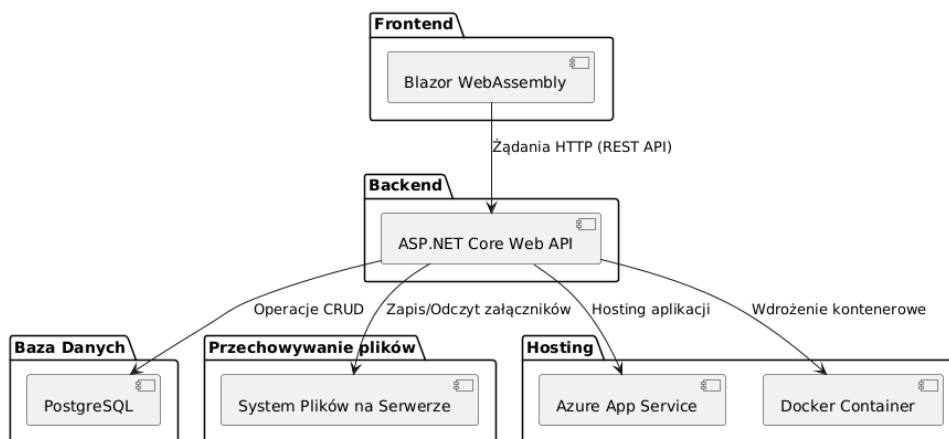 Frontend
Blazor WebAssembly
Żądania HTTP (REST API)
Backend
ASP.NET Core Web API
Operacje CRUD
Zapis/Odczyt załączników
Hosting aplikacji
Wdrożenie kontenerowe
Baza Danych
Przechowywanie plików
Hosting
PostgreSQL
System Plików na Serwerze
Azure App Service
Docker Container